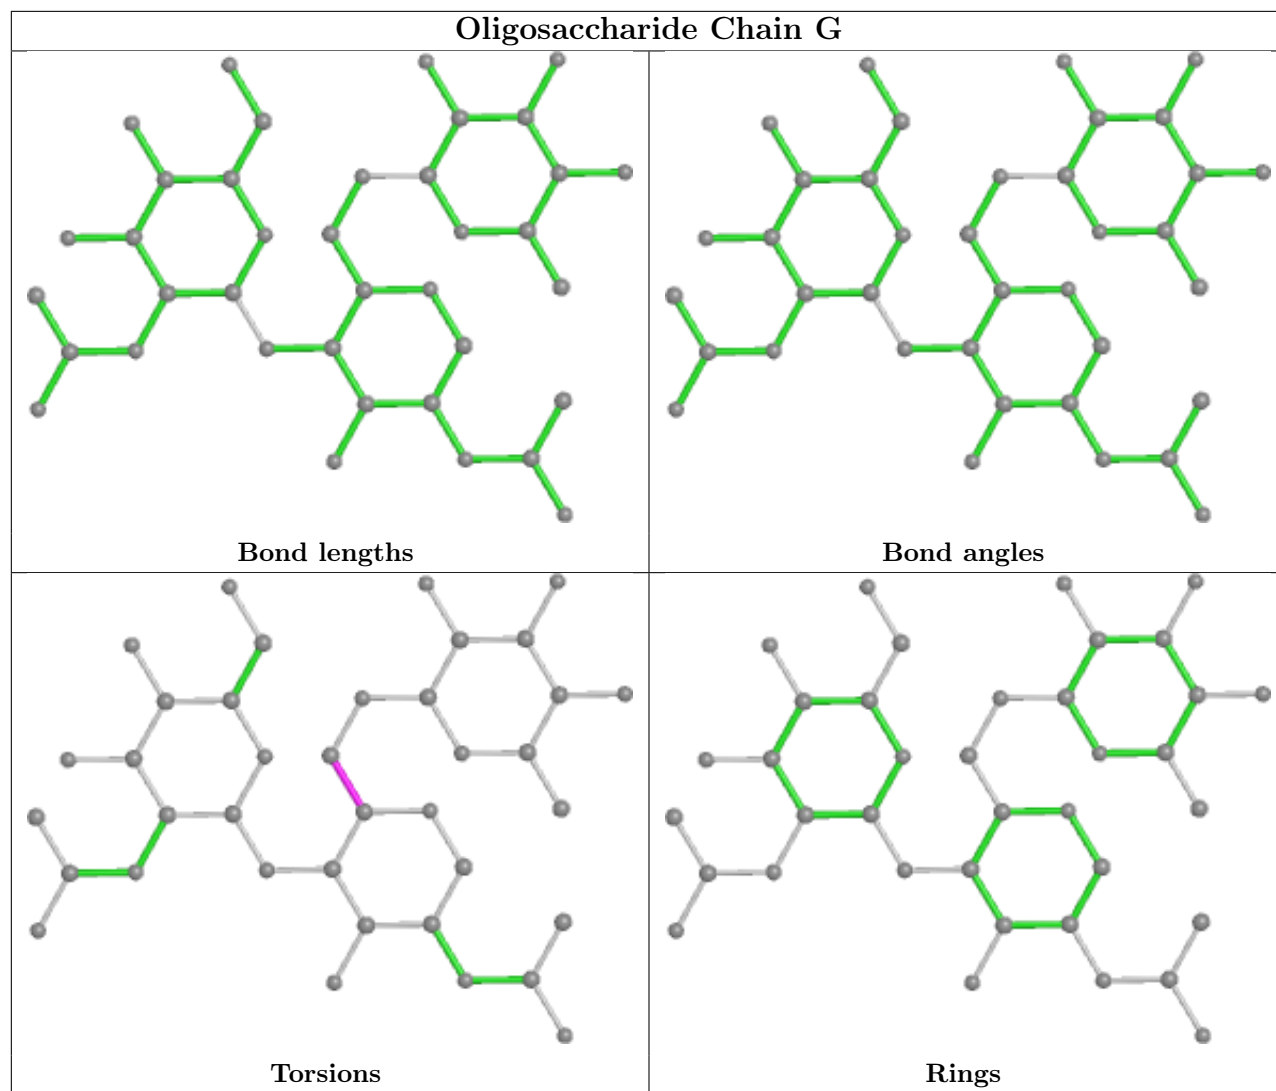 Oligosaccharide Chain G
Bond lengths
Bond angles
Torsions
Rings